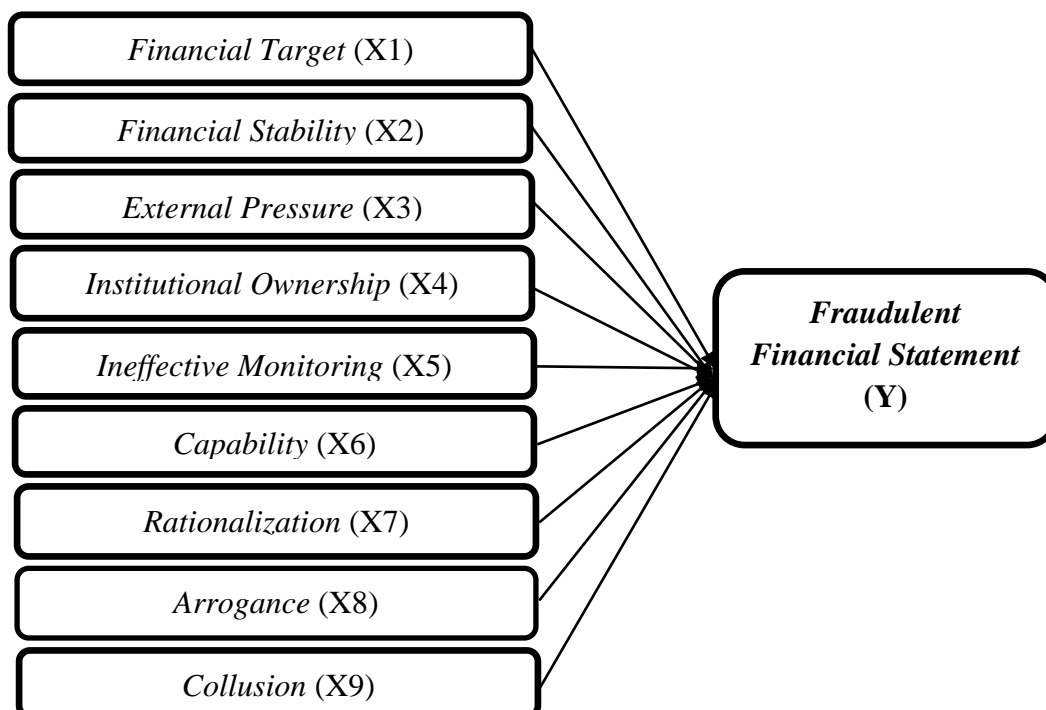 Financial Target (X1)
Financial Stability (X2)
External Pressure (X3)
Institutional Ownership (X4)
Ineffective Monitoring (X5)
Capability (X6)
Rationalization (X7)
Arrogance (X8)
Collusion (X9)
Fraudulent
Financial Statement
(Y)